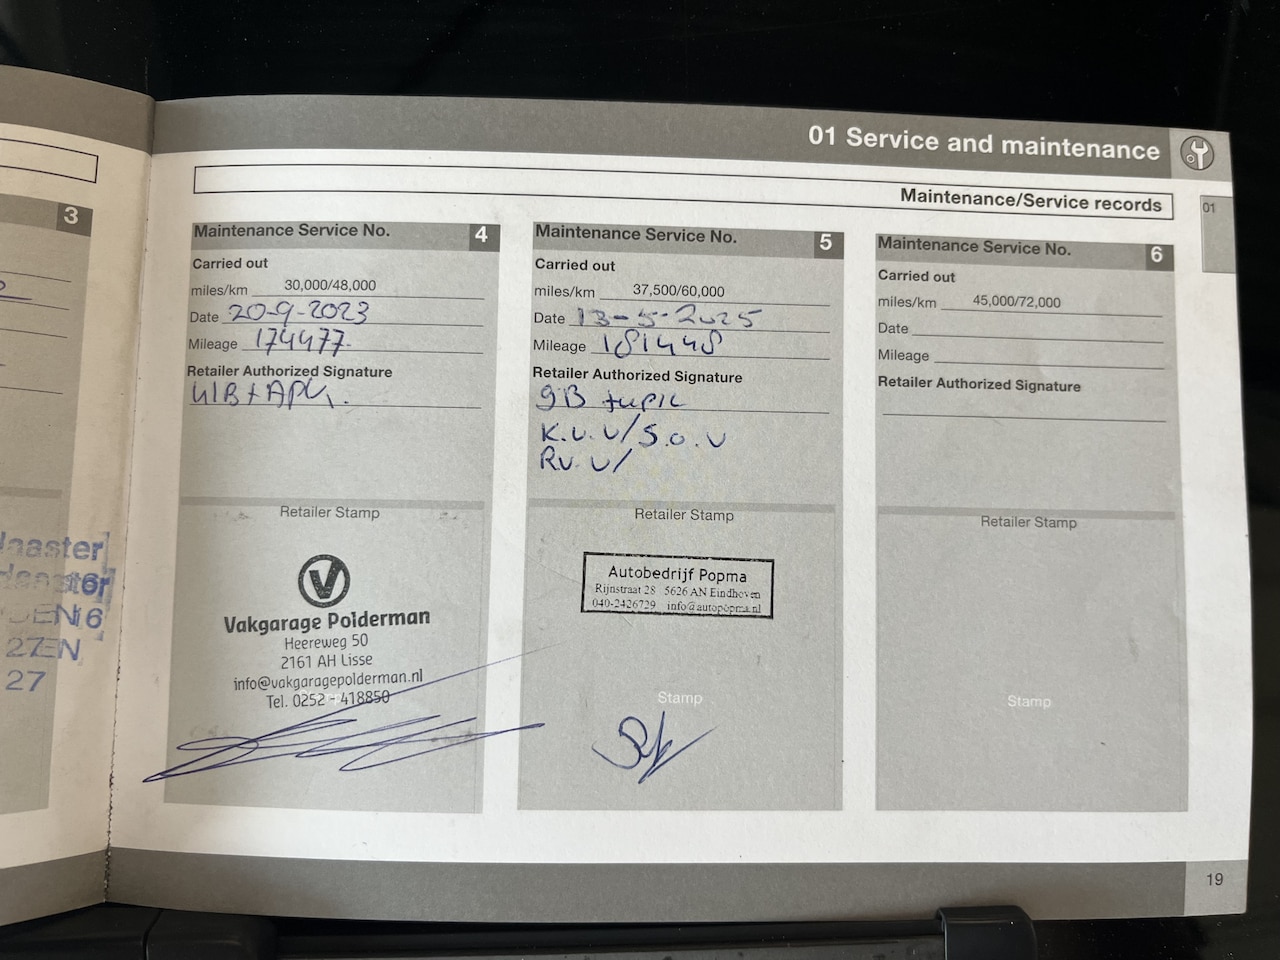 01 Service and maintenance
Maintenance/Service records
01
3
Maintenance Service No. 4
Carried out
miles/km 30,000/48,000
Date 20-9-2023
Mileage 174477
Retailer Authorized Signature
Retailer Stamp
Vakgarage Polderman
Heereweg 50
2161 AH Lisse
info@vakgaragepolderman.nl
Tel. 0252 - 418850
Maintenance Service No. 5
Carried out
miles/km 37,500/60,000
Date 13-5-2025
Mileage 181448
Retailer Authorized Signature
K.v.v/S.o.v
Rv.v/
Retailer Stamp
Autobedrijf Popma
Rijnstraat 28 5626 AN Eindhoven
040-2426729 info@autopopma.nl
Stamp
Maintenance Service No. 6
Carried out
miles/km 45,000/72,000
Date
Mileage
Retailer Authorized Signature
Retailer Stamp
Stamp
19